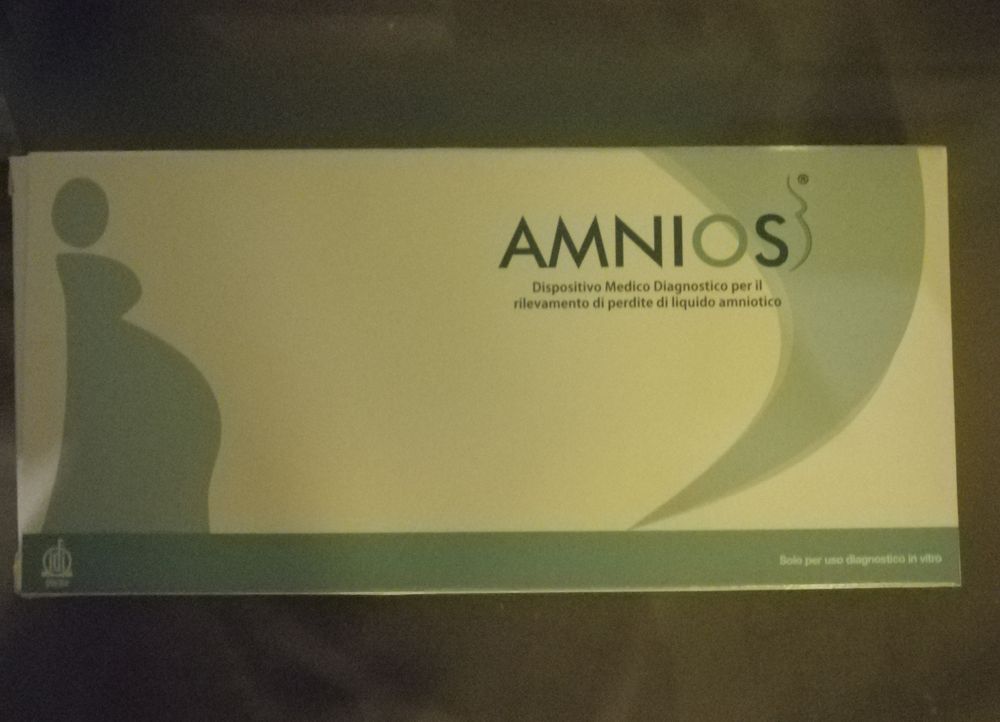 AMNIOS®
Dispositivo Medico Diagnostico per il
rilevamento di perdite di liquido amniotico
Solo per uso diagnostico in vitro